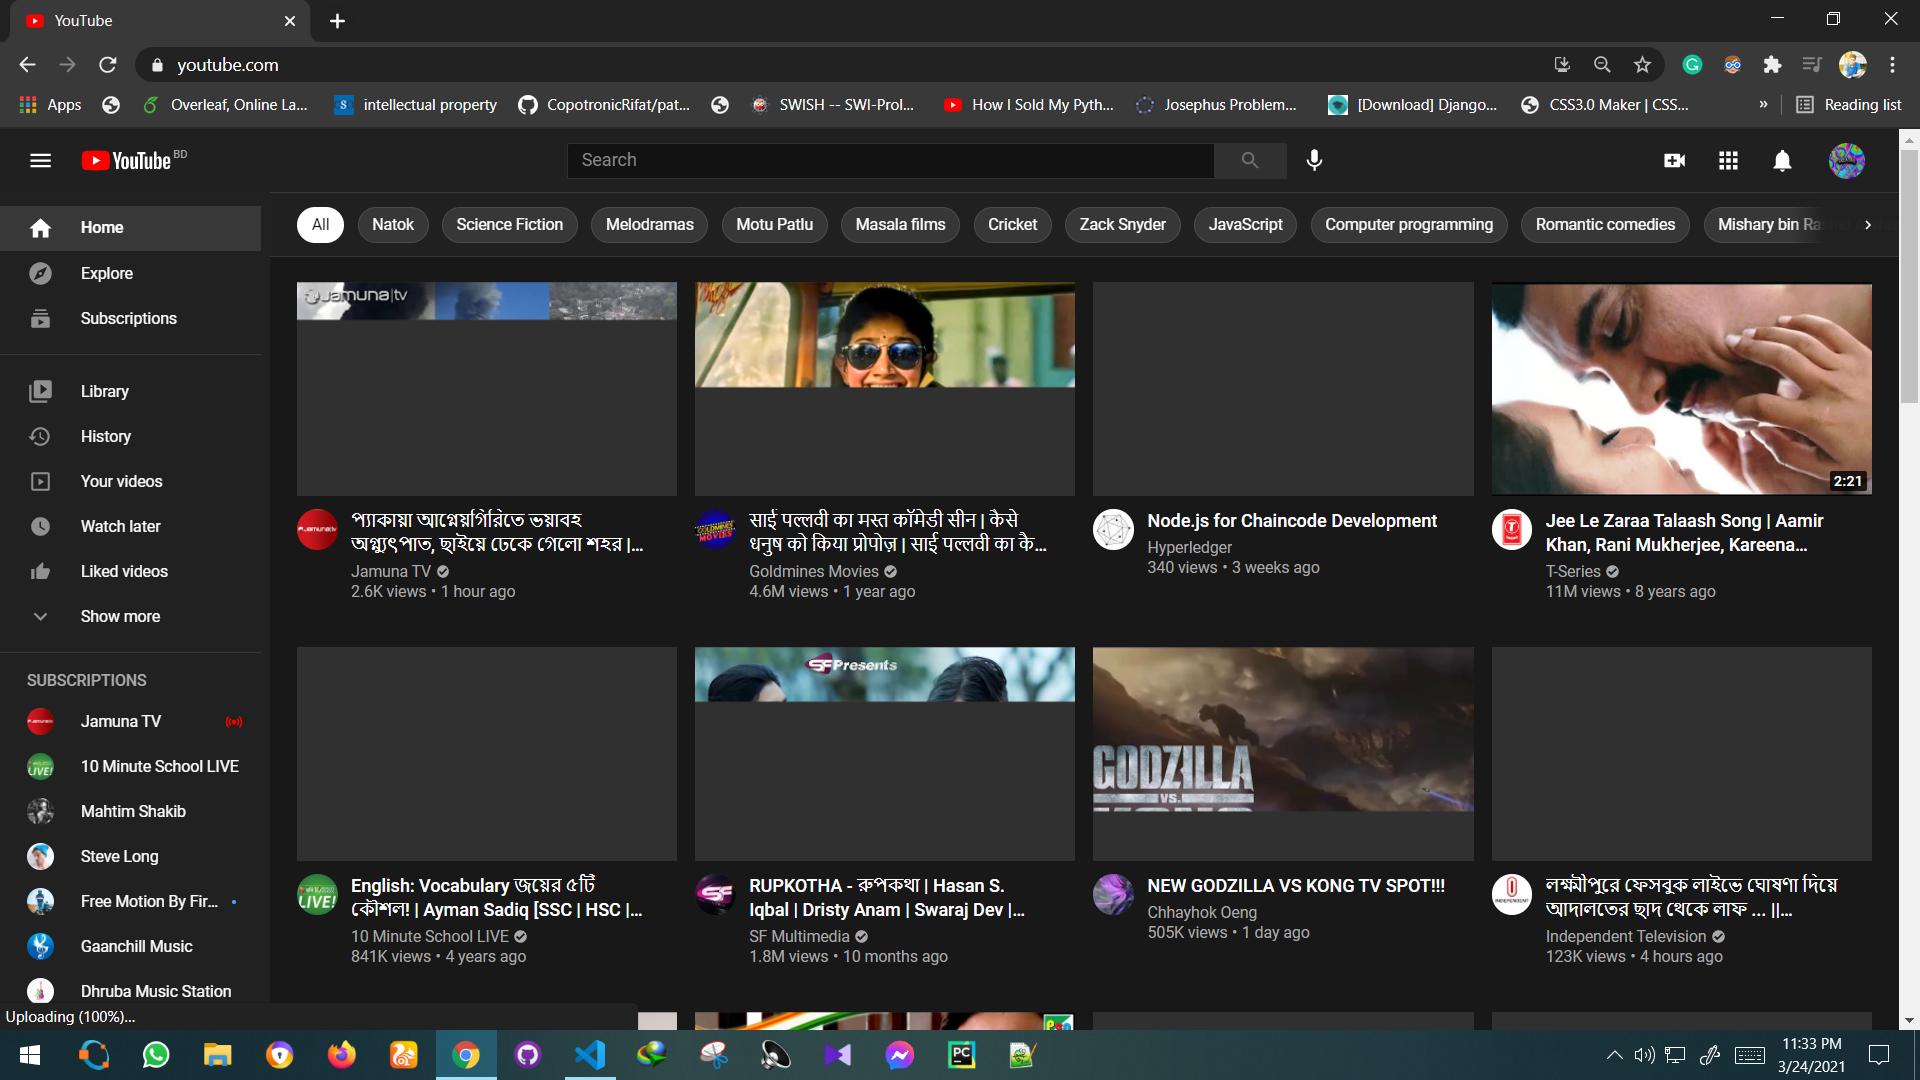 YouTube
youtube.com
Apps
Overleaf, Online La...
intellectual property
CopotronicRifat/pat...
SWISH -- SWI-Prol...
How I Sold My Pyth...
Josephus Problem...
[Download] Django...
CSS3.0 Maker | CSS...
»
Reading list
YouTube BD
Search
Home
Explore
Subscriptions
Library
History
Your videos
Watch later
Liked videos
Show more
SUBSCRIPTIONS
Jamuna TV
10 Minute School LIVE
Mahtim Shakib
Steve Long
Free Motion By Fir...
Gaanchill Music
Dhruba Music Station
All
Natok
Science Fiction
Melodramas
Motu Patlu
Masala films
Cricket
Zack Snyder
JavaScript
Computer programming
Romantic comedies
Mishary bin
Jamuna|tv
প্যাকায়া আগ্নেয়গিরিতে ভয়াবহ
অগ্ন্যুৎপাত, ছাইয়ে ঢেকে গেলো শহর |...
Jamuna TV
2.6K views • 1 hour ago
GOLDMINES MOVIES
साई पल्लवी का मस्त कॉमेडी सीन | कैसे
धनुष को किया प्रोपोज़ | साई पल्लवी का कै...
Goldmines Movies
4.6M views • 1 year ago
Node.js for Chaincode Development
Hyperledger
340 views • 3 weeks ago
2:21
Jee Le Zaraa Talaash Song | Aamir
Khan, Rani Mukherjee, Kareena...
T-Series
11M views • 8 years ago
LIVE!
English: Vocabulary জয়ের ৫টি
কৌশল! | Ayman Sadiq [SSC | HSC |...
10 Minute School LIVE
841K views • 4 years ago
SF Presents
SF
RUPKOTHA - রুপকথা | Hasan S.
Iqbal | Dristy Anam | Swaraj Dev |...
SF Multimedia
1.8M views • 10 months ago
GODZILLA
VS.
NEW GODZILLA VS KONG TV SPOT!!!
Chhayhok Oeng
505K views • 1 day ago
INDEPENDENT
লক্ষ্মীপুরে ফেসবুক লাইভে ঘোষণা দিয়ে
আদালতের ছাদ থেকে লাফ ... ||...
Independent Television
123K views • 4 hours ago
Uploading (100%)...
PC
11:33 PM
3/24/2021